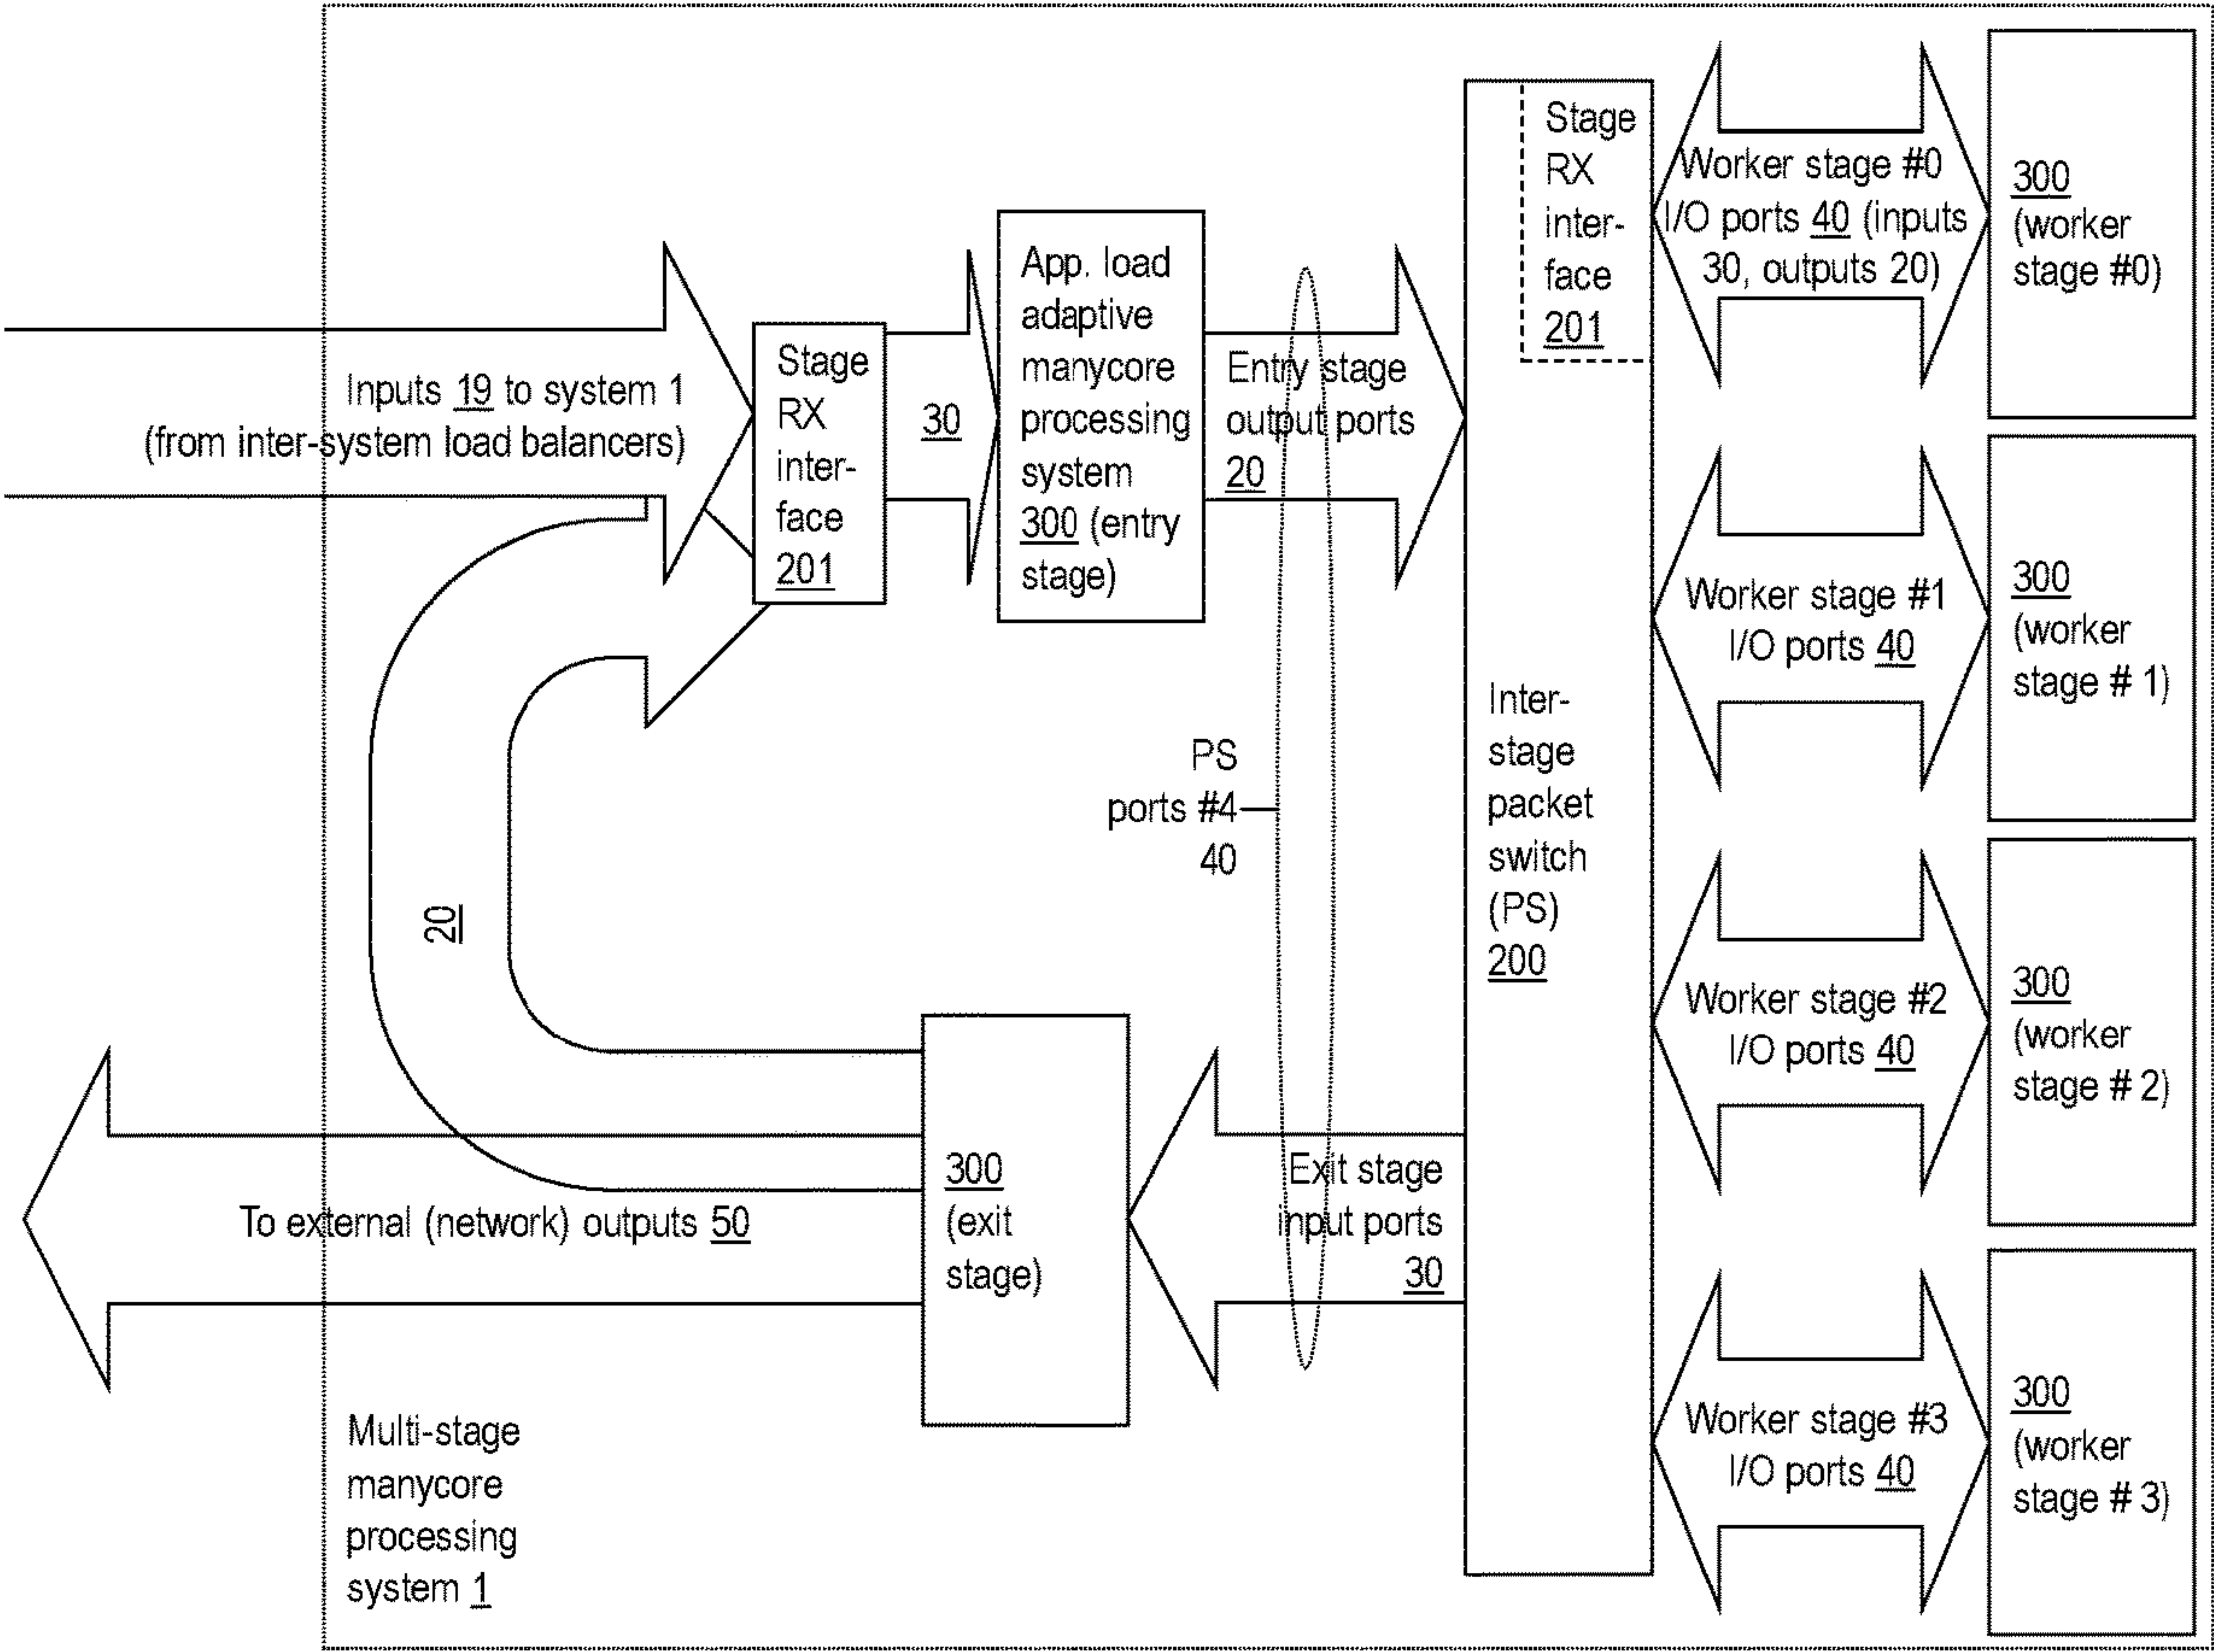 Inputs 19 to system 1
(from inter-system load balancers)
Stage
RX
inter-
face
201
30
App. load
adaptive
manycore
processing
system
300 (entry
stage)
Entry stage
output ports
20
Stage
RX
inter-
face
201
Worker stage #0
I/O ports 40 (inputs
30, outputs 20)
300
(worker
stage #0)
Worker stage #1
I/O ports 40
300
(worker
stage # 1)
PS
ports #4
40
Inter-
stage
packet
switch
(PS)
200
20
Worker stage #2
I/O ports 40
300
(worker
stage # 2)
To external (network) outputs 50
300
(exit
stage)
Exit stage
input ports
30
Worker stage #3
I/O ports 40
300
(worker
stage # 3)
Multi-stage
manycore
processing
system 1